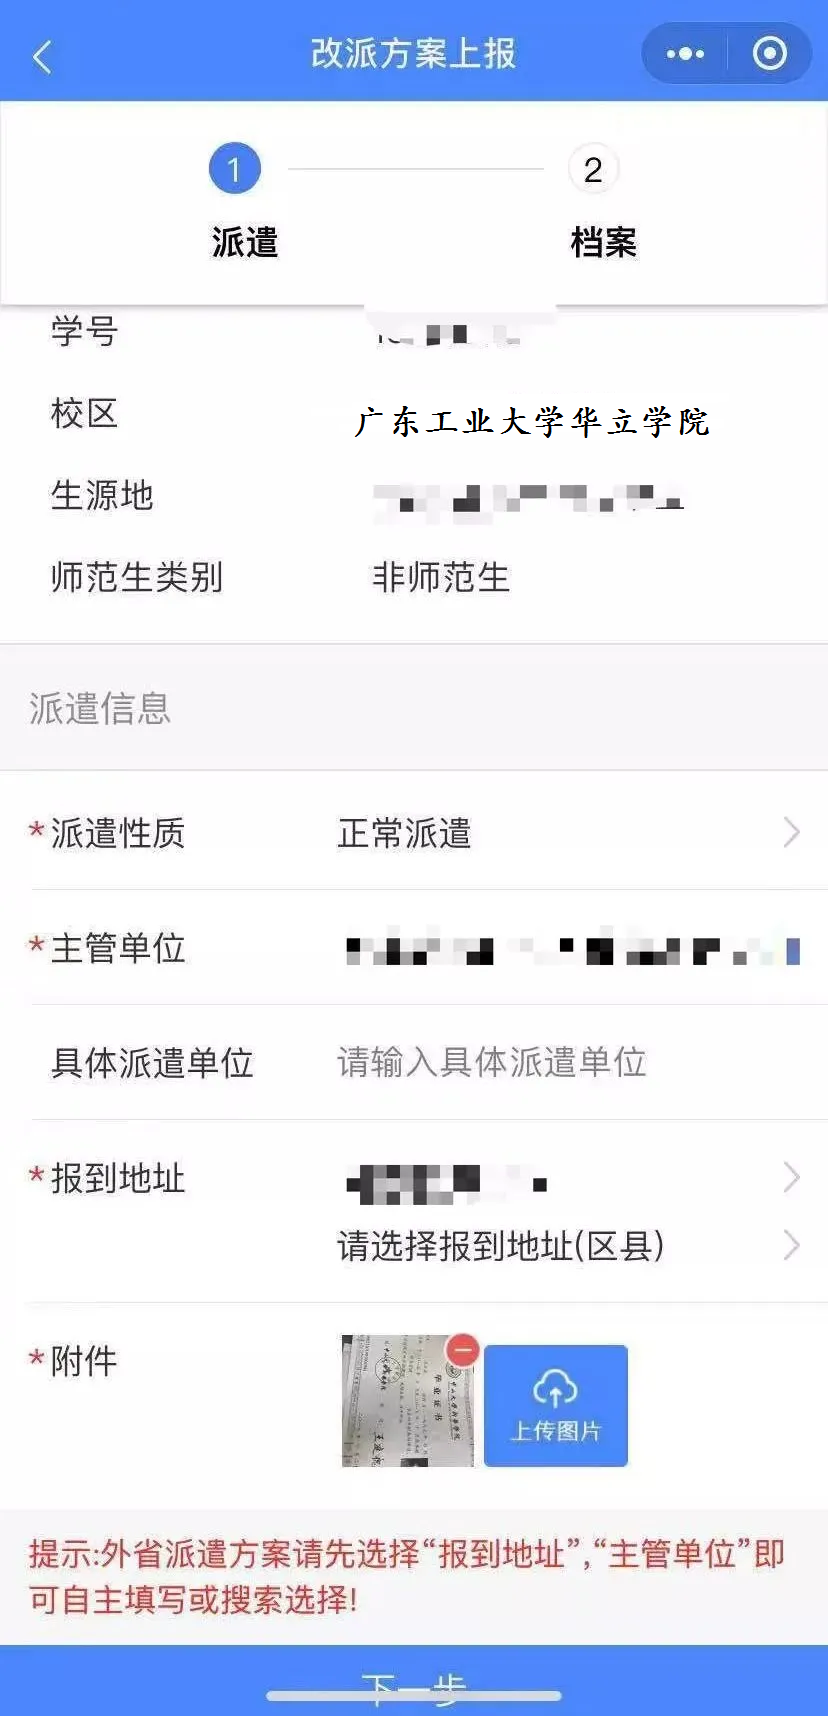 改派方案上报
1
2
派遣
档案
学号
校区
广东工业大学华立学院
生源地
师范生类别
非师范生
派遣信息
*派遣性质
正常派遣
*主管单位
具体派遣单位
请输入具体派遣单位
*报到地址
请选择报到地址(区县)
*附件
毕业证书
上传图片
提示:外省派遣方案请先选择“报到地址”,“主管单位”即
可自主填写或搜索选择!
下一步